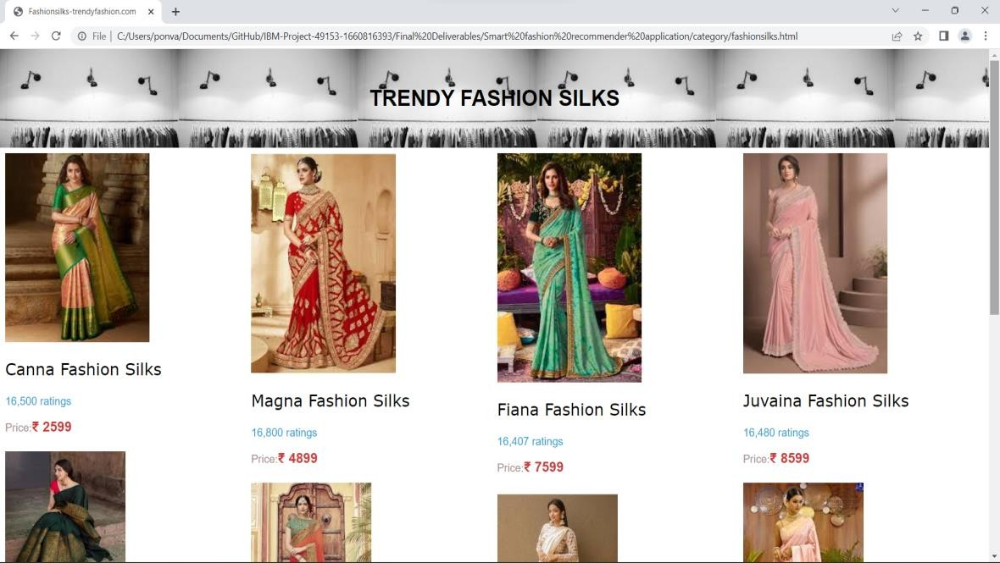 Fashionsilks-trendyfashion.com
File | C:/Users/ponva/Documents/GitHub/IBM-Project-49153-1660816393/Final%20Deliverables/Smart%20fashion%20recommender%20application/category/fashionsilks.html
TRENDY FASHION SILKS
Canna Fashion Silks
16,500 ratings
Price:₹ 2599
Magna Fashion Silks
16,800 ratings
Price:₹ 4899
Fiana Fashion Silks
16,407 ratings
Price:₹ 7599
Juvaina Fashion Silks
16,480 ratings
Price:₹ 8599